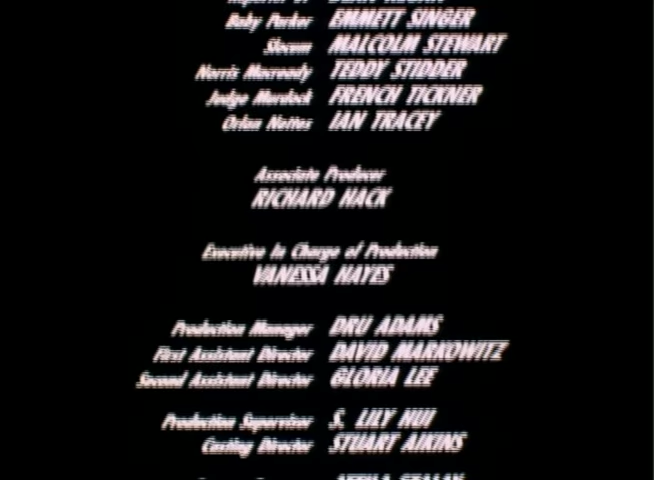 Baby Parker EMMETT SINGER
Slocum MALCOLM STEWART
Norris Macready TEDDY STIDDER
Judge Murdock FRENCH TICKNER
Orlan Nettes IAN TRACEY
Associate Producer
RICHARD HACK
Executive In Charge of Production
VANESSA HAYES
Production Manager DRU ADAMS
First Assistant Director DAVID MARKOWITZ
Second Assistant Director GLORIA LEE
Production Supervisor S. LILY HUI
Casting Director STUART AIKINS